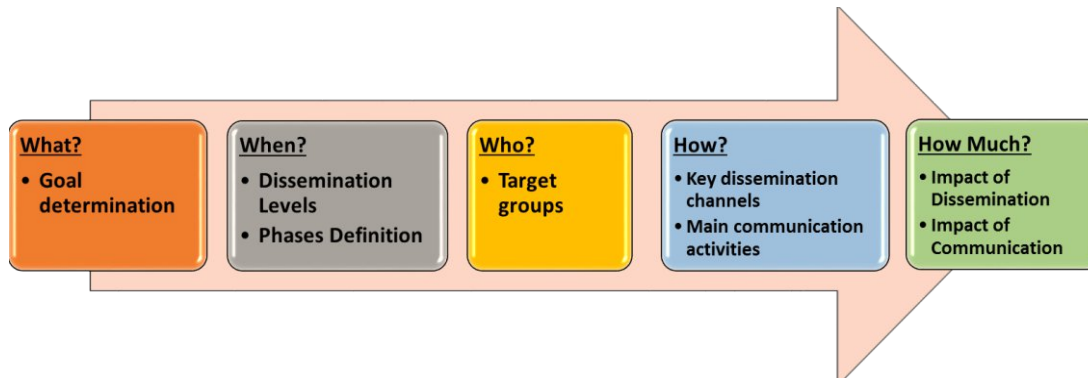 What?
• Goal
determination
When?
• Dissemination
Levels
• Phases Definition
Who?
• Target
groups
How?
• Key dissemination
channels
• Main communication
activities
How Much?
• Impact of
Dissemination
• Impact of
Communication